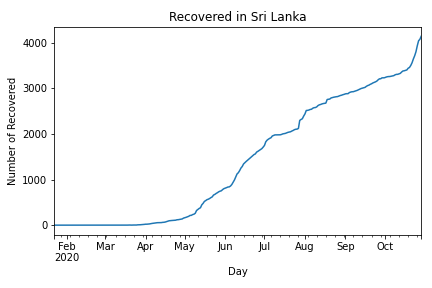 Recovered in Sri Lanka
Number of Recovered
4000
3000
2000
1000
0
Feb Mar Apr May Jun Jul Aug Sep Oct
2020
Day